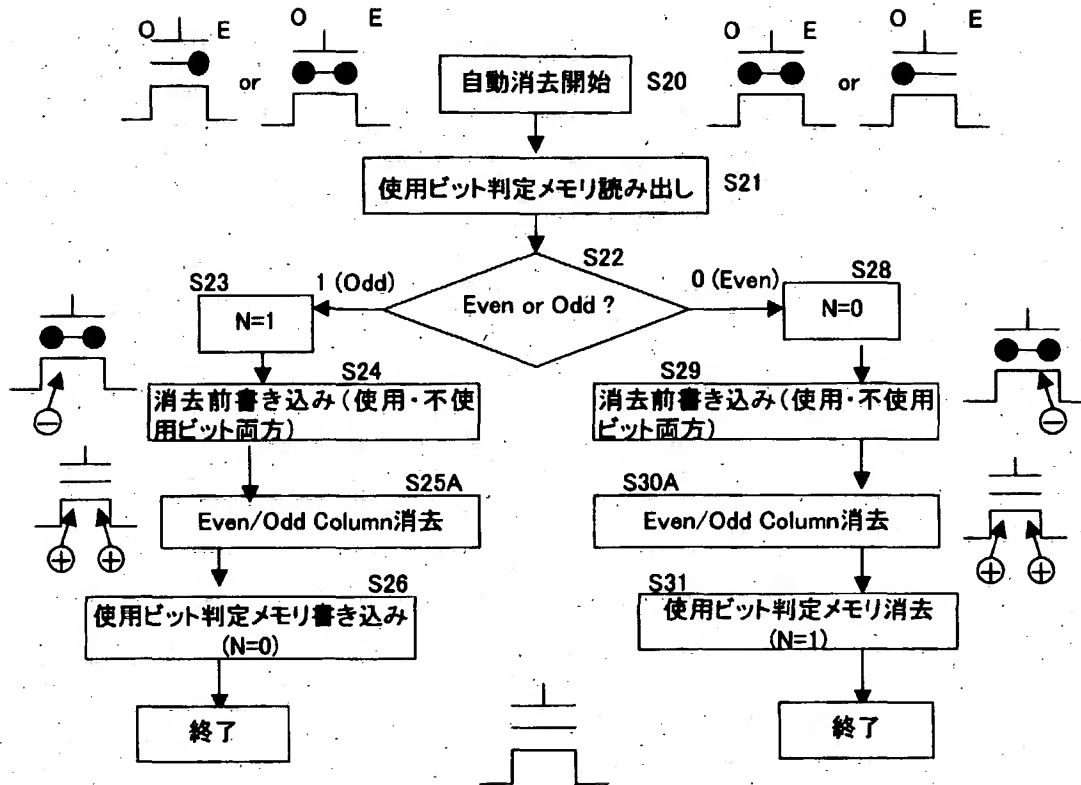 O E or O E
自動消去開始 S20
O E or O E
使用ビット判定メモリ読み出し S21
S22
Even or Odd ?
1 (Odd)
0 (Even)
S23
N=1
S28
N=0
S24
消去前書き込み(使用・不使
用ビット両方)
S29
消去前書き込み(使用・不使用
ビット両方)
⊖
⊖
S25A
Even/Odd Column消去
S30A
Even/Odd Column消去
⊕ ⊕
⊕ ⊕
S26
使用ビット判定メモリ書き込み
(N=0)
S31
使用ビット判定メモリ消去
(N=1)
終了
終了